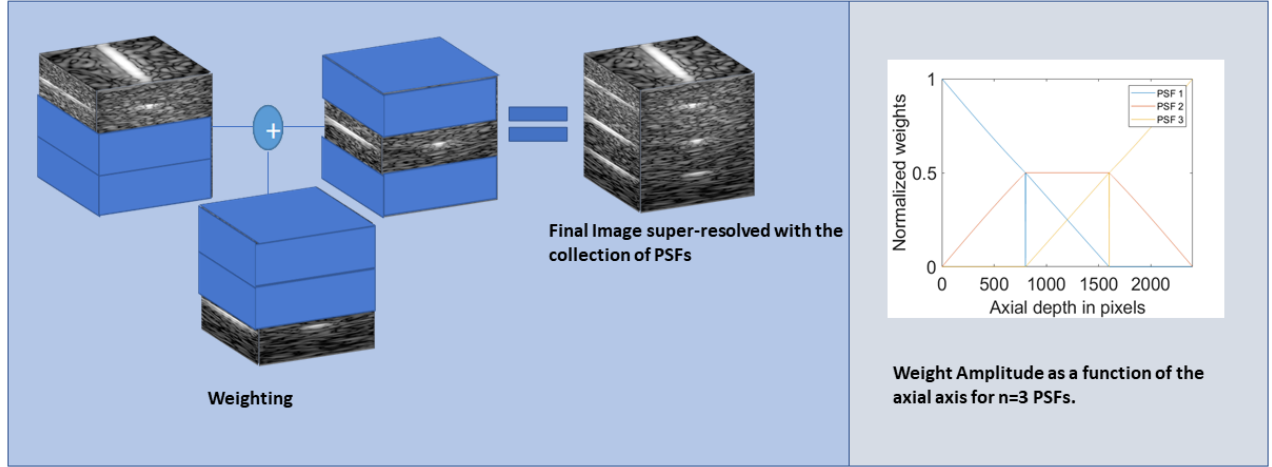 +
Final Image super-resolved with the
collection of PSFs
Weighting
1
0.5
0
Normalized weights
PSF 1
PSF 2
PSF 3
0 500 1000 1500 2000
Axial depth in pixels
Weight Amplitude as a function of the
axial axis for n=3 PSFs.